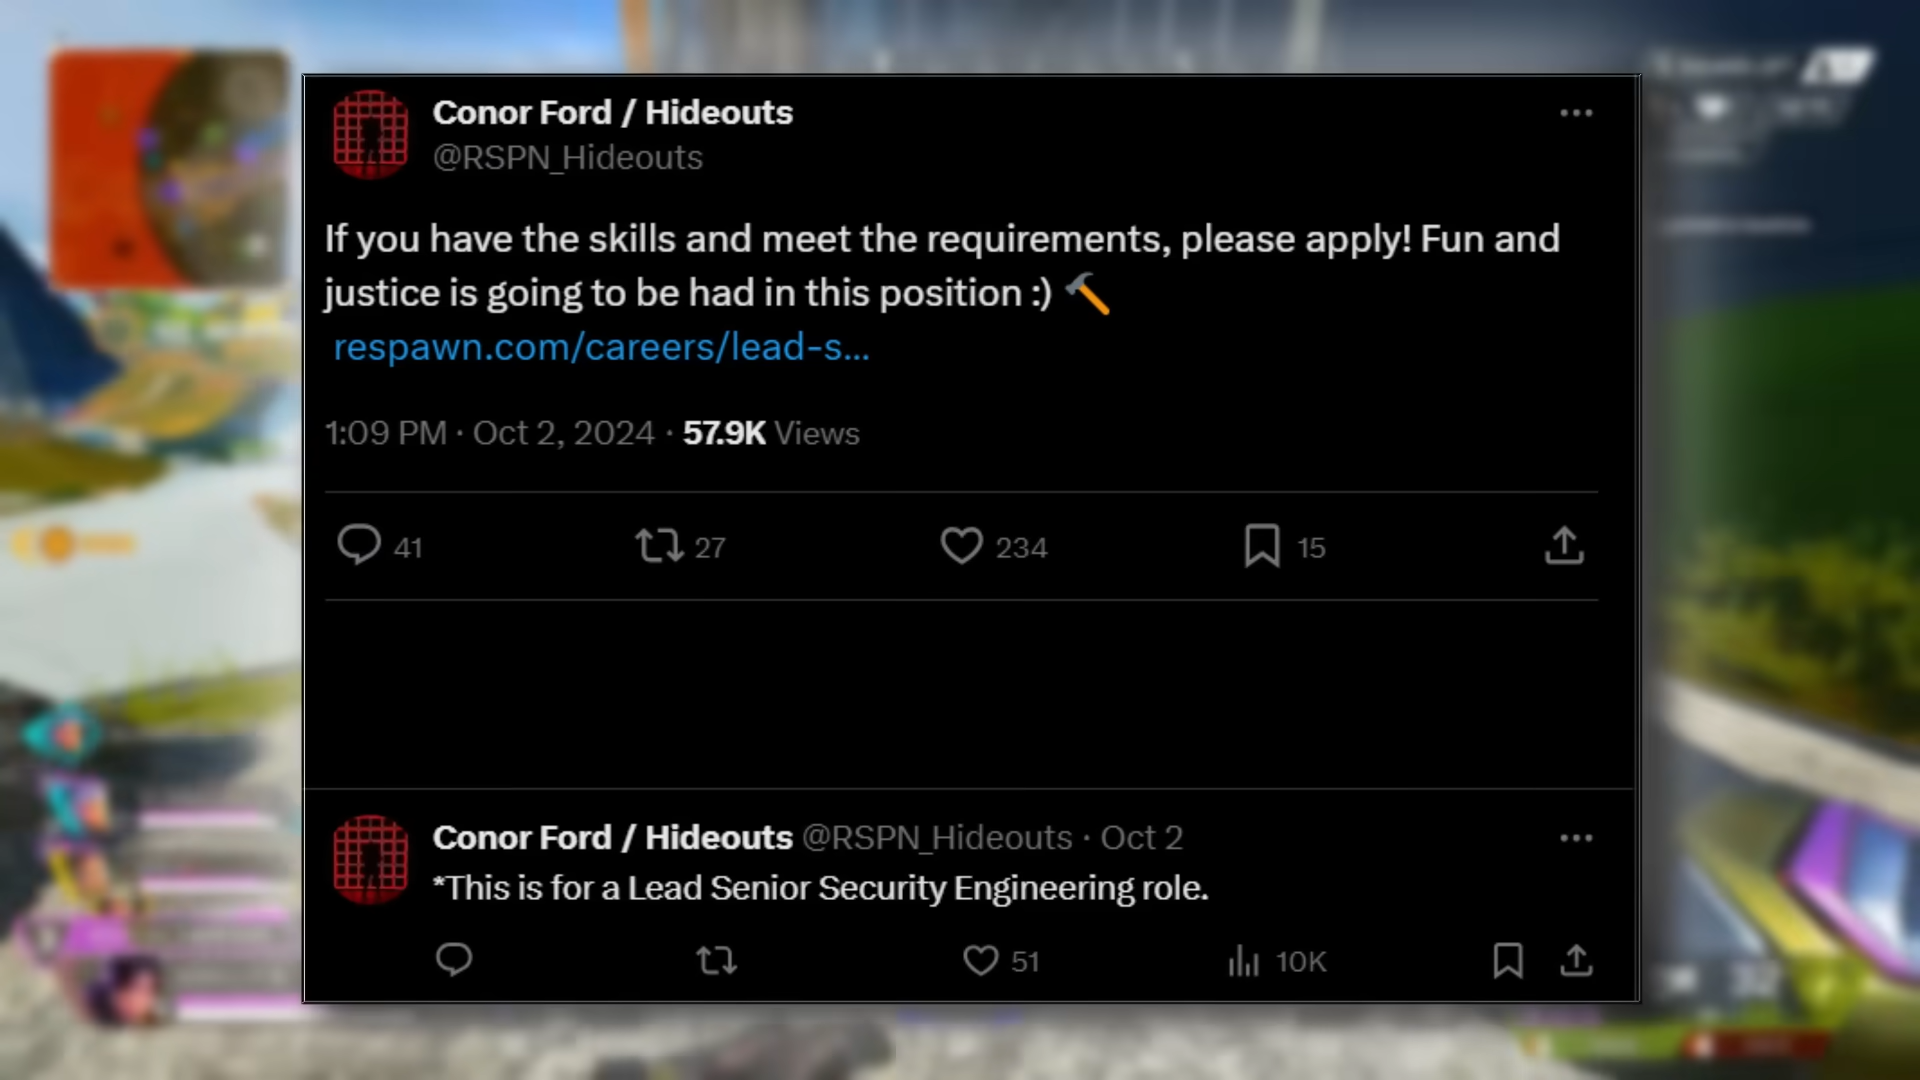 Conor Ford / Hideouts
@RSPN_Hideouts
If you have the skills and meet the requirements, please apply! Fun and
justice is going to be had in this position :) 🔨
respawn.com/careers/lead-s...
1:09 PM · Oct 2, 2024 · 57.9K Views
41 27 234 15
Conor Ford / Hideouts @RSPN_Hideouts · Oct 2
*This is for a Lead Senior Security Engineering role.
51 10K